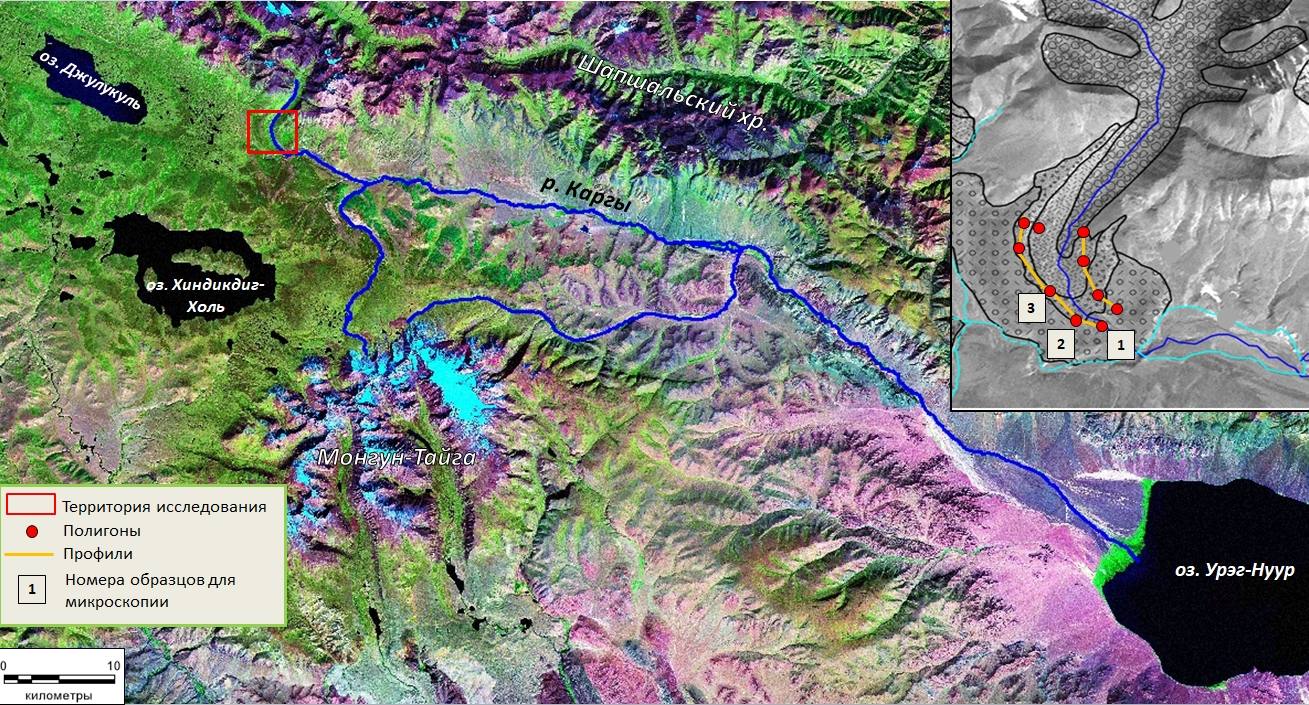 оз. Джулукуль
Шапшальский хр.
р. Каргы
оз. Хиндиктиг-
Холь
Монгун-Тайга
оз. Урэг-Нуур
3
2
1
Территория исследования
Полигоны
Профили
1
Номера образцов для
микроскопии
0 10
километры